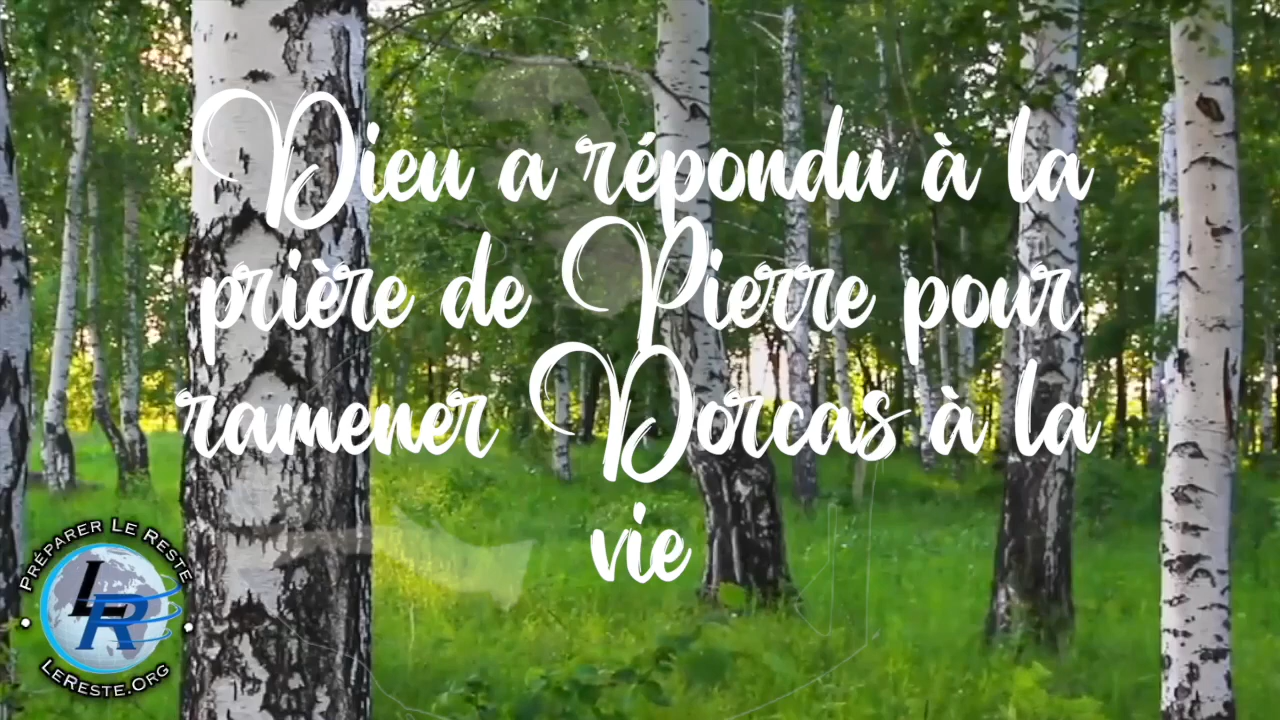 Dieu a répondu à la
prière de Pierre pour
ramener Dorcas à la
vie
PRÉPARER LE RESTE
LR
LERESTE.ORG